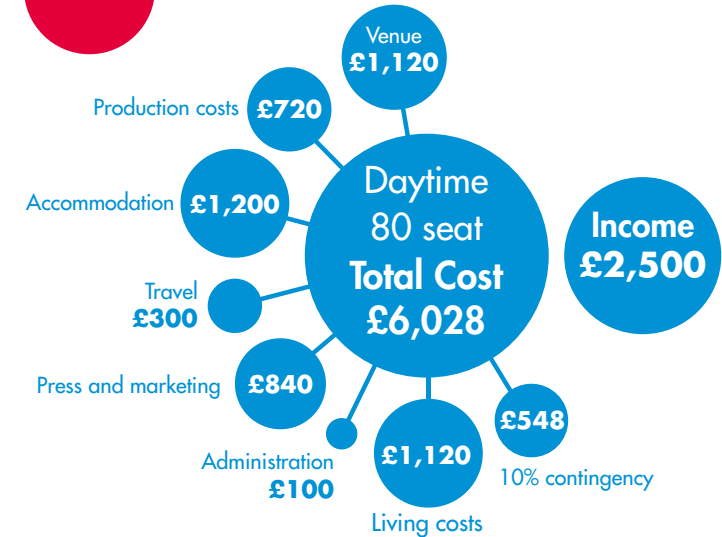 Venue
£1,120
Production costs
£720
Accommodation
£1,200
Travel
£300
Press and marketing
£840
Administration
£100
£1,120
Living costs
£548
10% contingency
Daytime
80 seat
Total Cost
£6,028
Income
£2,500